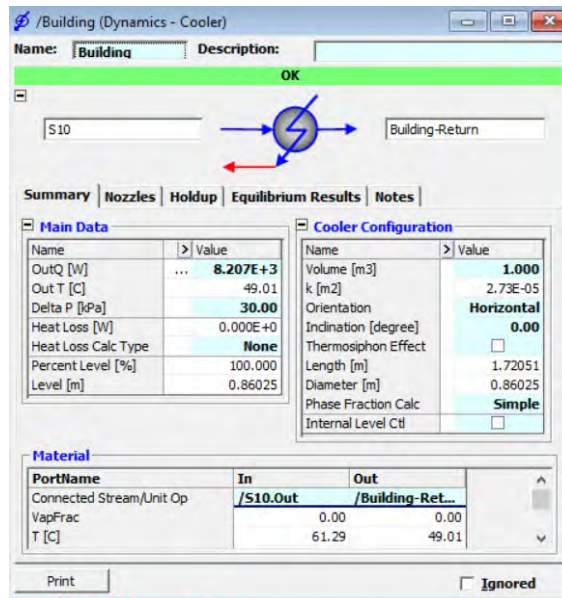 /Building (Dynamics - Cooler)
Name: Building Description:
OK
S10 Building-Return
Summary Nozzles Holdup Equilibrium Results Notes
Main Data
Name > Value
OutQ [W] ... 8.207E+3
Out T [C] 49.01
Delta P [kPa] 30.00
Heat Loss [W] 0.000E+0
Heat Loss Calc Type None
Percent Level [%] 100.000
Level [m] 0.86025
Cooler Configuration
Name > Value
Volume [m3] 1.000
k [m2] 2.73E-05
Orientation Horizontal
Inclination [degree] 0.00
Thermosiphon Effect
Length [m] 1.72051
Diameter [m] 0.86025
Phase Fraction Calc Simple
Internal Level Ctl
Material
PortName In Out
Connected Stream/Unit Op /S10.Out /Building-Ret...
VapFrac 0.00 0.00
T [C] 61.29 49.01
Print Ignored